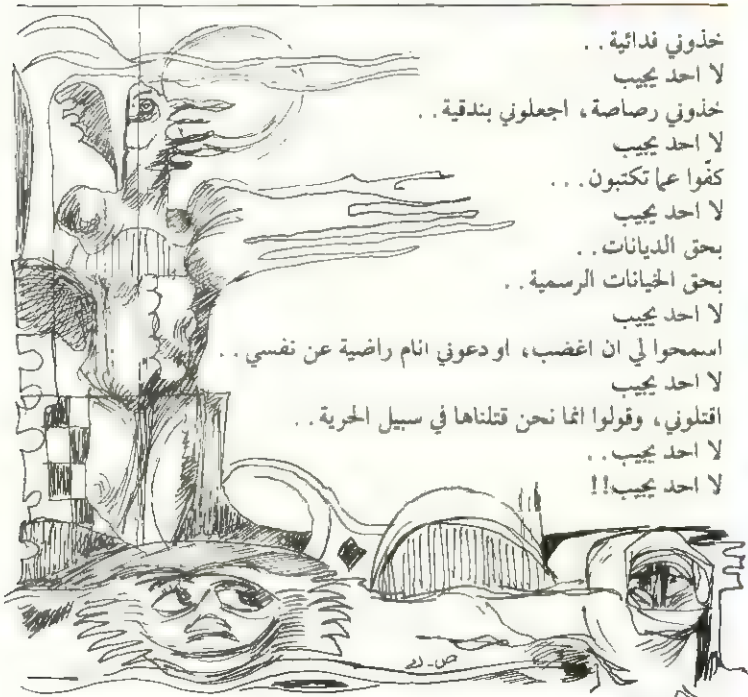 خذوني فدائية..
لا احد يجيب
خذوني رصاصة، اجعلوني بندقية..
لا احد يجيب
كفّوا عما تكتبون...
لا احد يجيب
بحق الديانات..
بحق الخيانات الرسمية..
لا احد يجيب
اسمحوا لي ان اغضب، او دعوني انام راضية عن نفسي..
لا احد يجيب
اقتلوني، وقولوا انما نحن قتلناها في سبيل الحرية..
لا احد يجيب..
لا احد يجيب!!